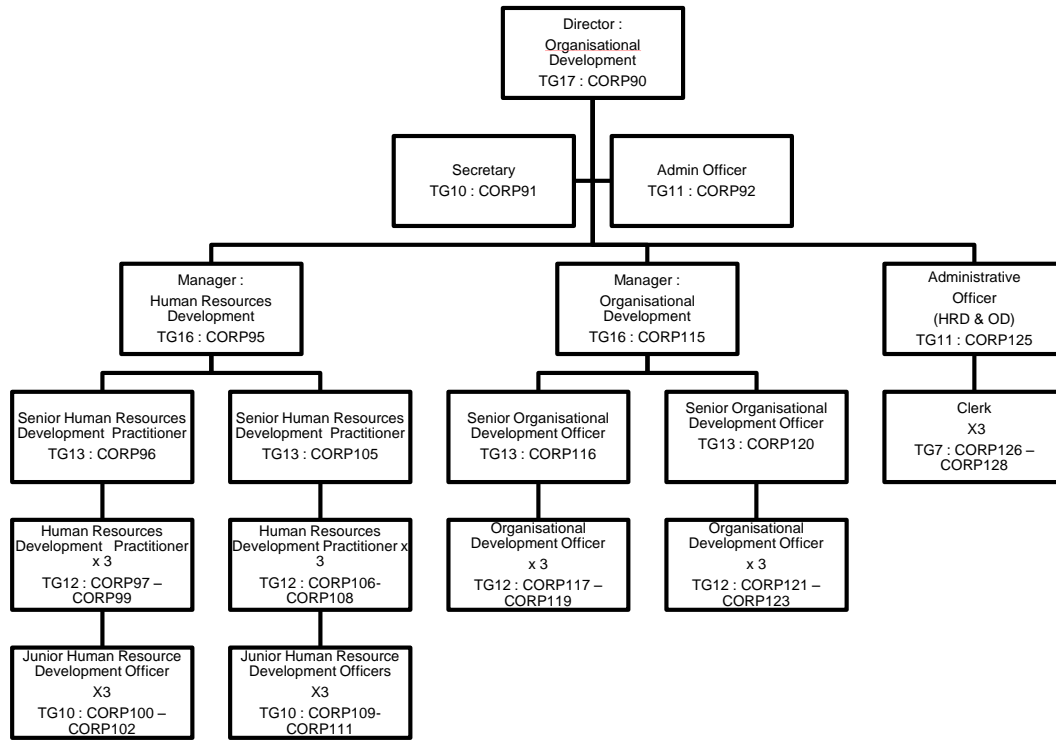 Director :
Organisational
Development
TG17 : CORP90
Secretary
TG10 : CORP91
Admin Officer
TG11 : CORP92
Manager :
Human Resources
Development
TG16 : CORP95
Manager :
Organisational
Development
TG16 : CORP115
Administrative
Officer
(HRD & OD)
TG11 : CORP125
Senior Human Resources
Development Practitioner
TG13 : CORP96
Senior Human Resources
Development Practitioner
TG13 : CORP105
Senior Organisational
Development Officer
TG13 : CORP116
Senior Organisational
Development Officer
TG13 : CORP120
Clerk
X3
TG7 : CORP126 –
CORP128
Human Resources
Development Practitioner
x 3
TG12 : CORP97 –
CORP99
Human Resources
Development Practitioner x
3
TG12 : CORP106-
CORP108
Organisational
Development Officer
x 3
TG12 : CORP117 –
CORP119
Organisational
Development Officer
x 3
TG12 : CORP121 –
CORP123
Junior Human Resource
Development Officer
X3
TG10 : CORP100 –
CORP102
Junior Human Resource
Development Officers
X3
TG10 : CORP109-
CORP111